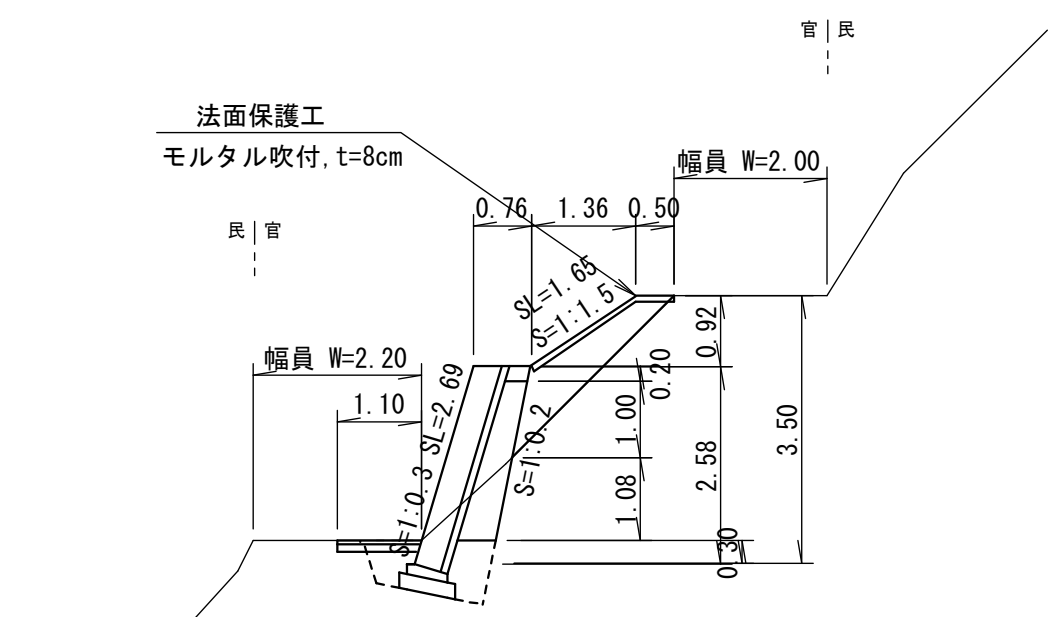 官 民
法面保護工
モルタル吹付, t=8cm
幅員 W=2.00
0.76 1.36 0.50
民 官
SL=1.65
S=1:1.5
0.92
幅員 W=2.20
0.20
1.10
SL=2.69
1.00
3.50
S=1:0.2
2.58
S=1:0.3
1.08
0.30